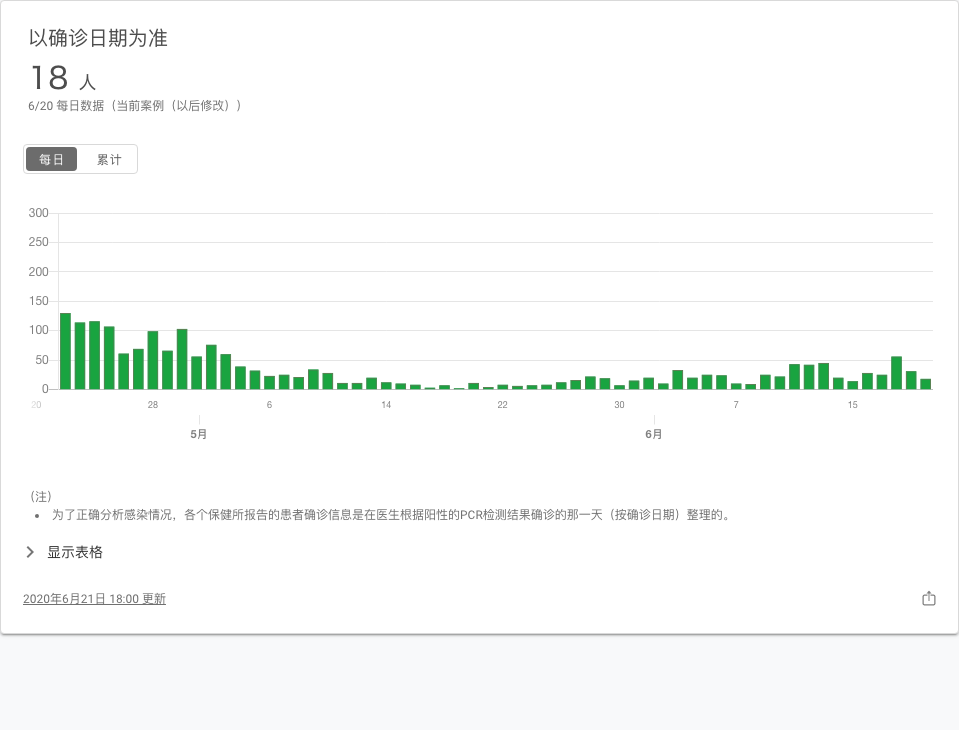 以确诊日期为准
18 人
6/20 每日数据（当前案例（以后修改））
每日 累计
300
250
200
150
100
50
0
20 28 6 14 22 30 7 15
5月 6月
（注）
• 为了正确分析感染情况，各个保健所报告的患者确诊信息是在医生根据阳性的PCR检测结果确诊的那一天（按确诊日期）整理的。
显示表格
2020年6月21日 18:00 更新